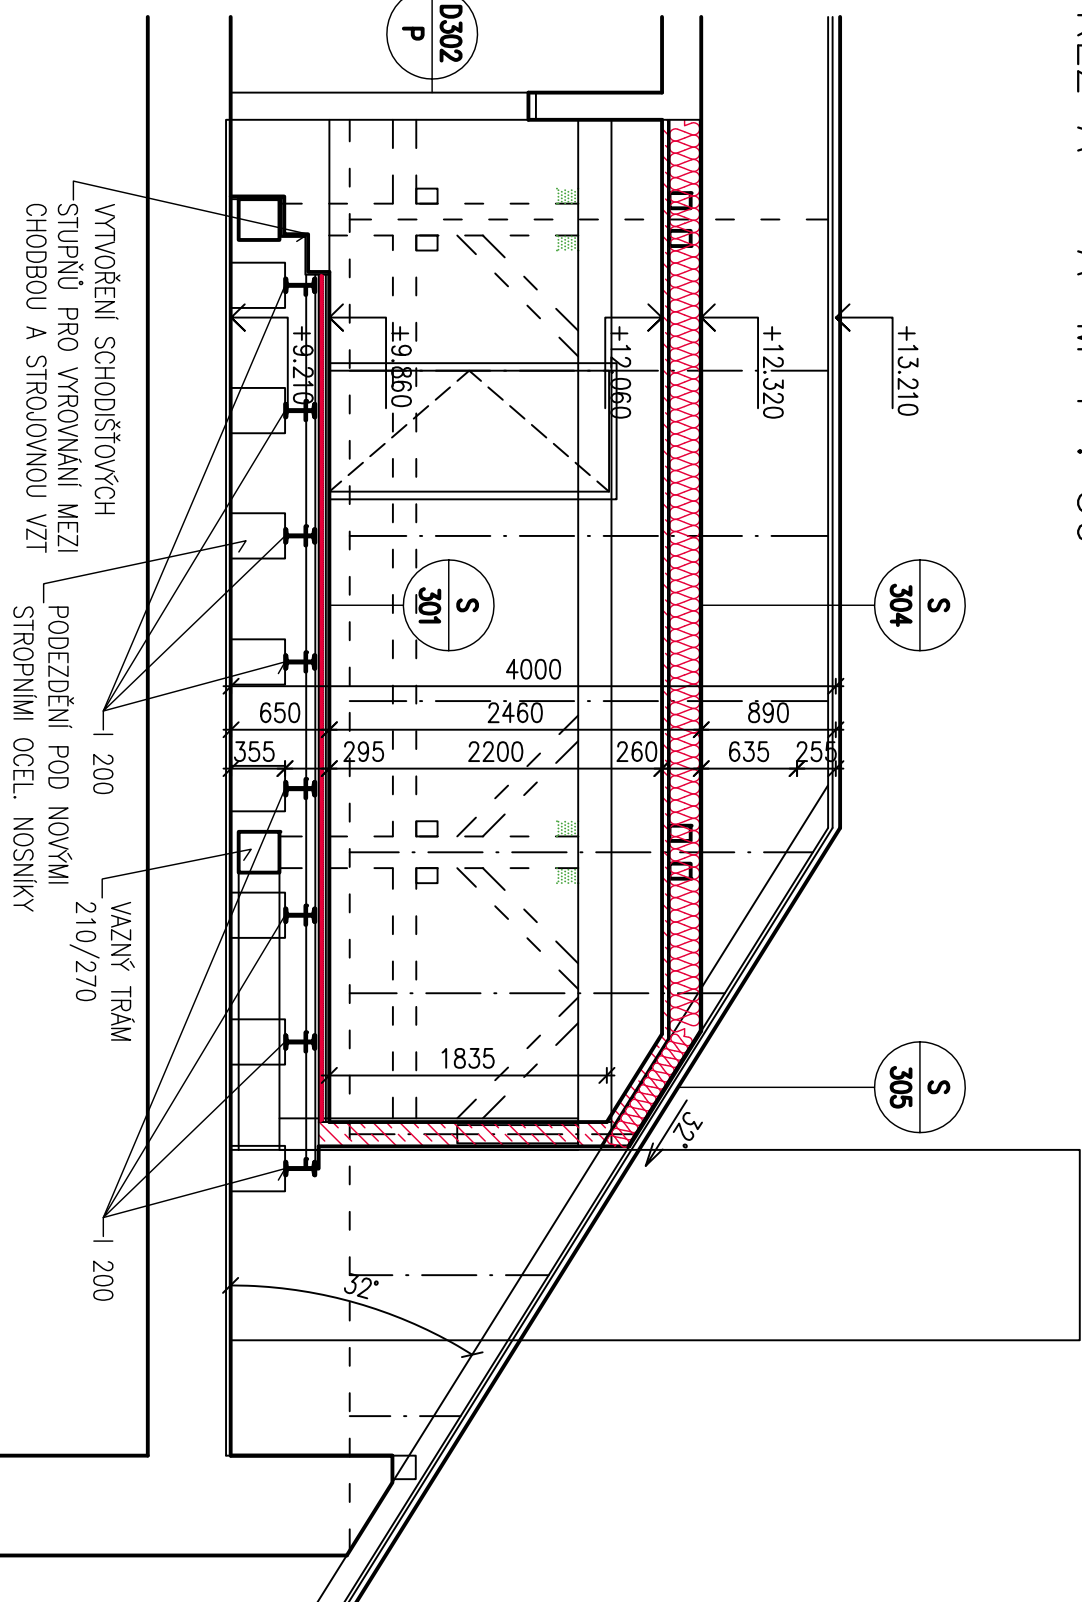 D302
P
+9.210
+9.860
+12.060
+12.320
+13.210
S
301
S
304
S
305
4000
650
2460
890
355
295
2200
260
635
255
1835
32°
32°
VYTVOŘENÍ SCHODIŠŤOVÝCH
STUPŇŮ PRO VYROVNÁNÍ MEZI
CHODBOU A STROJOVNOU VZT
I 200
PODEZDĚNÍ POD NOVÝMI
STROPNÍMI OCEL. NOSNÍKY
VAZNÝ TRÁM
210/270
I 200